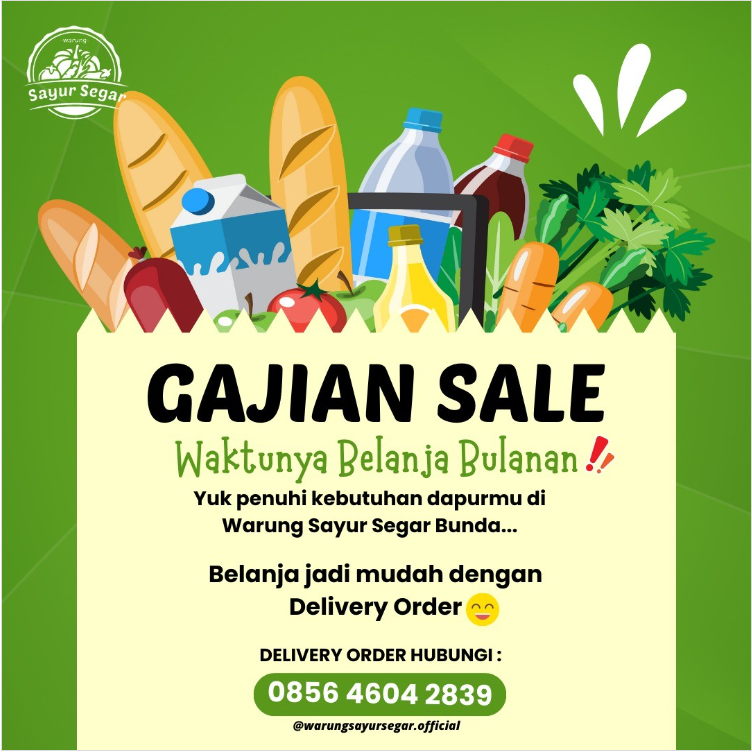 warung
Sayur Segar
GAJIAN SALE
Waktunya Belanja Bulanan !!
Yuk penuhi kebutuhan dapurmu di
Warung Sayur Segar Bunda...
Belanja jadi mudah dengan
Delivery Order
DELIVERY ORDER HUBUNGI :
0856 4604 2839
@warungsayursegar.official